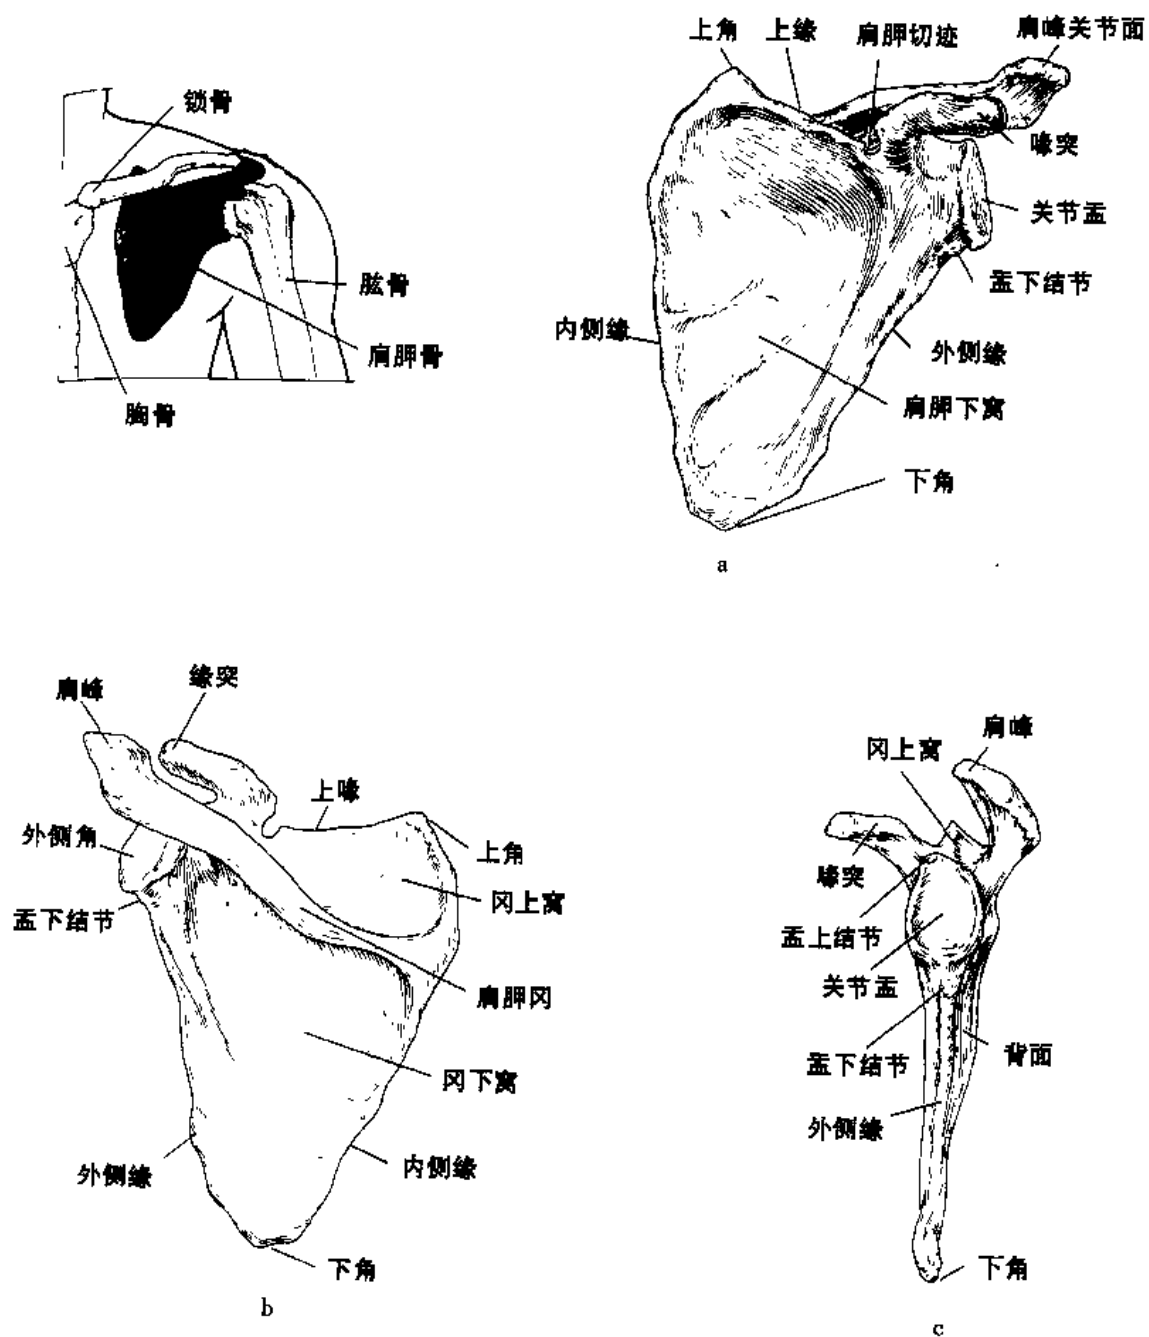 锁骨
肱骨
肩胛骨
胸骨
上角
上缘
肩胛切迹
肩峰关节面
喙突
关节盂
盂下结节
内侧缘
外侧缘
肩胛下窝
下角
a
肩峰
缘突
上喙
外侧角
上角
冈上窝
盂下结节
肩胛冈
冈下窝
外侧缘
内侧缘
下角
b
肩峰
冈上窝
喙突
盂上结节
关节盂
盂下结节
背面
外侧缘
下角
c